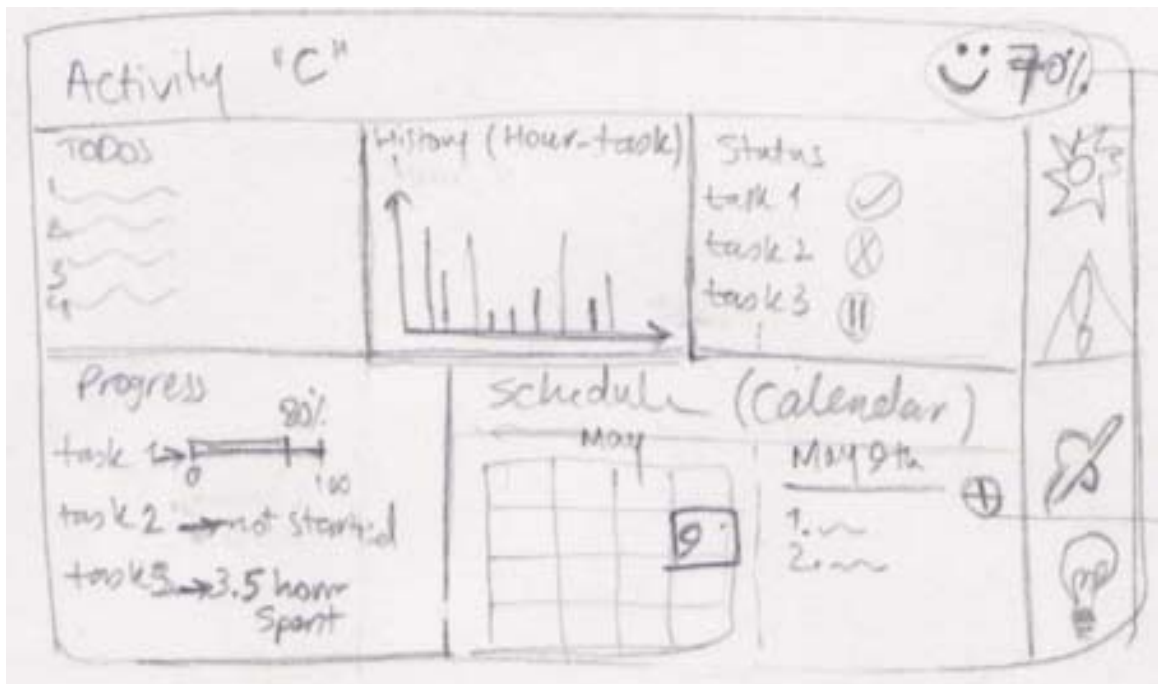 Activity "C"
70%
TODOS
1
2
3
4
History (Hour-task)
Status
task 1
task 2 X
task 3
Progress
80%
task 1
0
100
task 2 → not started
task 3 → 3.5 hour
Spent
Schedule (Calendar)
May
9
May 9th
1.
2.